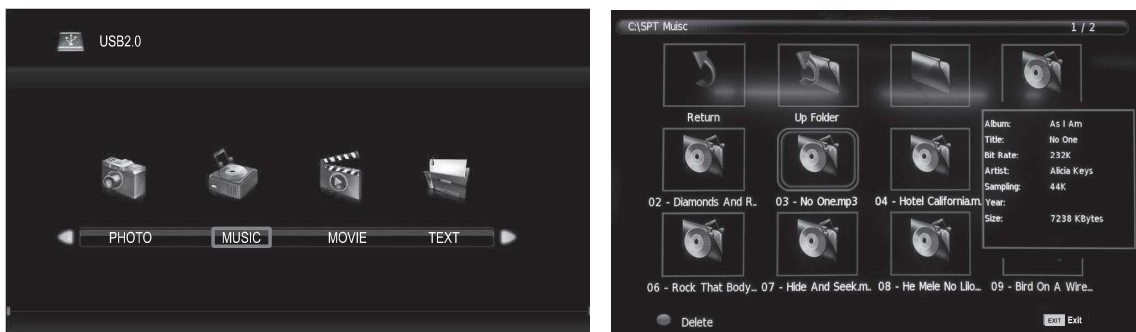 USB2.0
PHOTO MUSIC MOVIE TEXT
C:\SPT Muisc 1 / 2
Return Up Folder
Album: As I Am
Title: No One
Bit Rate: 232K
Artist: Alicia Keys
Sampling: 44K
Year:
Size: 7238 KBytes
02 - Diamonds And R.. 03 - No One.mp3 04 - Hotel California.m.
06 - Rock That Body... 07 - Hide And Seek.m.. 08 - He Mele No Lilo... 09 - Bird On A Wire...
Delete EXIT Exit